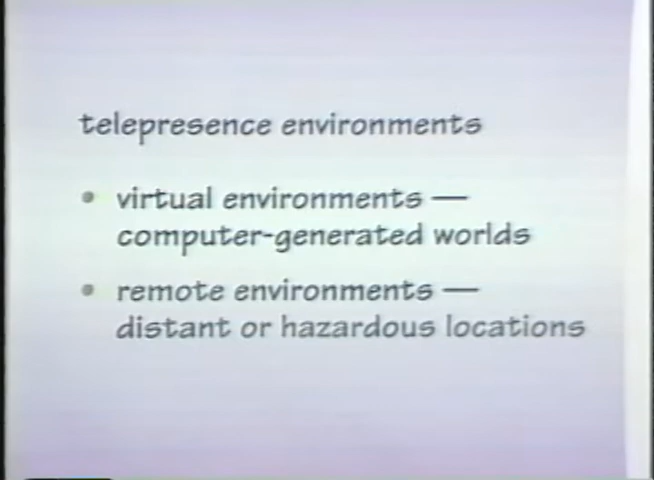 telepresence environments
• virtual environments —
computer-generated worlds
• remote environments —
distant or hazardous locations